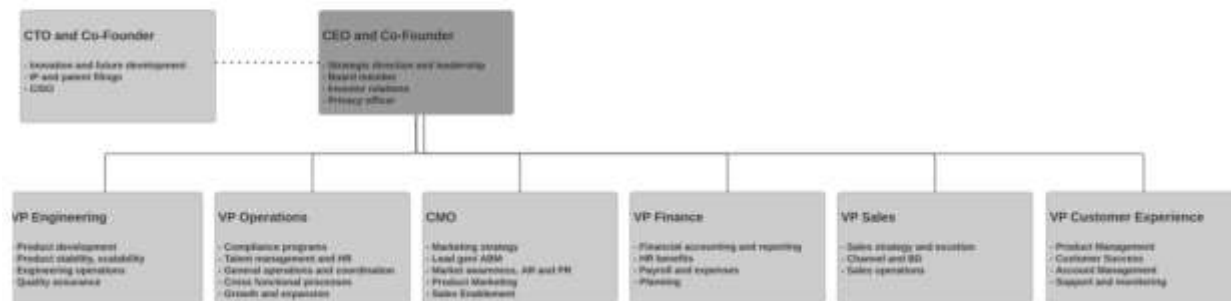 CTO and Co-Founder
- Inovation and future development
- IP and patent filings
- CISO
CEO and Co-Founder
- Strategic direction and leadership
- Board member
- Investor relations
- Privacy officer
VP Engineering
- Product development
- Product stability, scalability
- Engineering operations
- Quality assurance
VP Operations
- Compliance programs
- Talent management and HR
- General operations and coordination
- Cross functional processes
- Growth and expansion
CMO
- Marketing strategy
- Lead gen/ ABM
- Market awareness, AR and PR
- Product Marketing
- Sales Enablement
VP Finance
- Financial accounting and reporting
- HR benefits
- Payroll and expenses
- Planning
VP Sales
- Sales strategy and
- Channel and BD
- Sales operations
VP Customer Experience
- Product Management
- Customer Success
- Account Management
- Support and monitoring